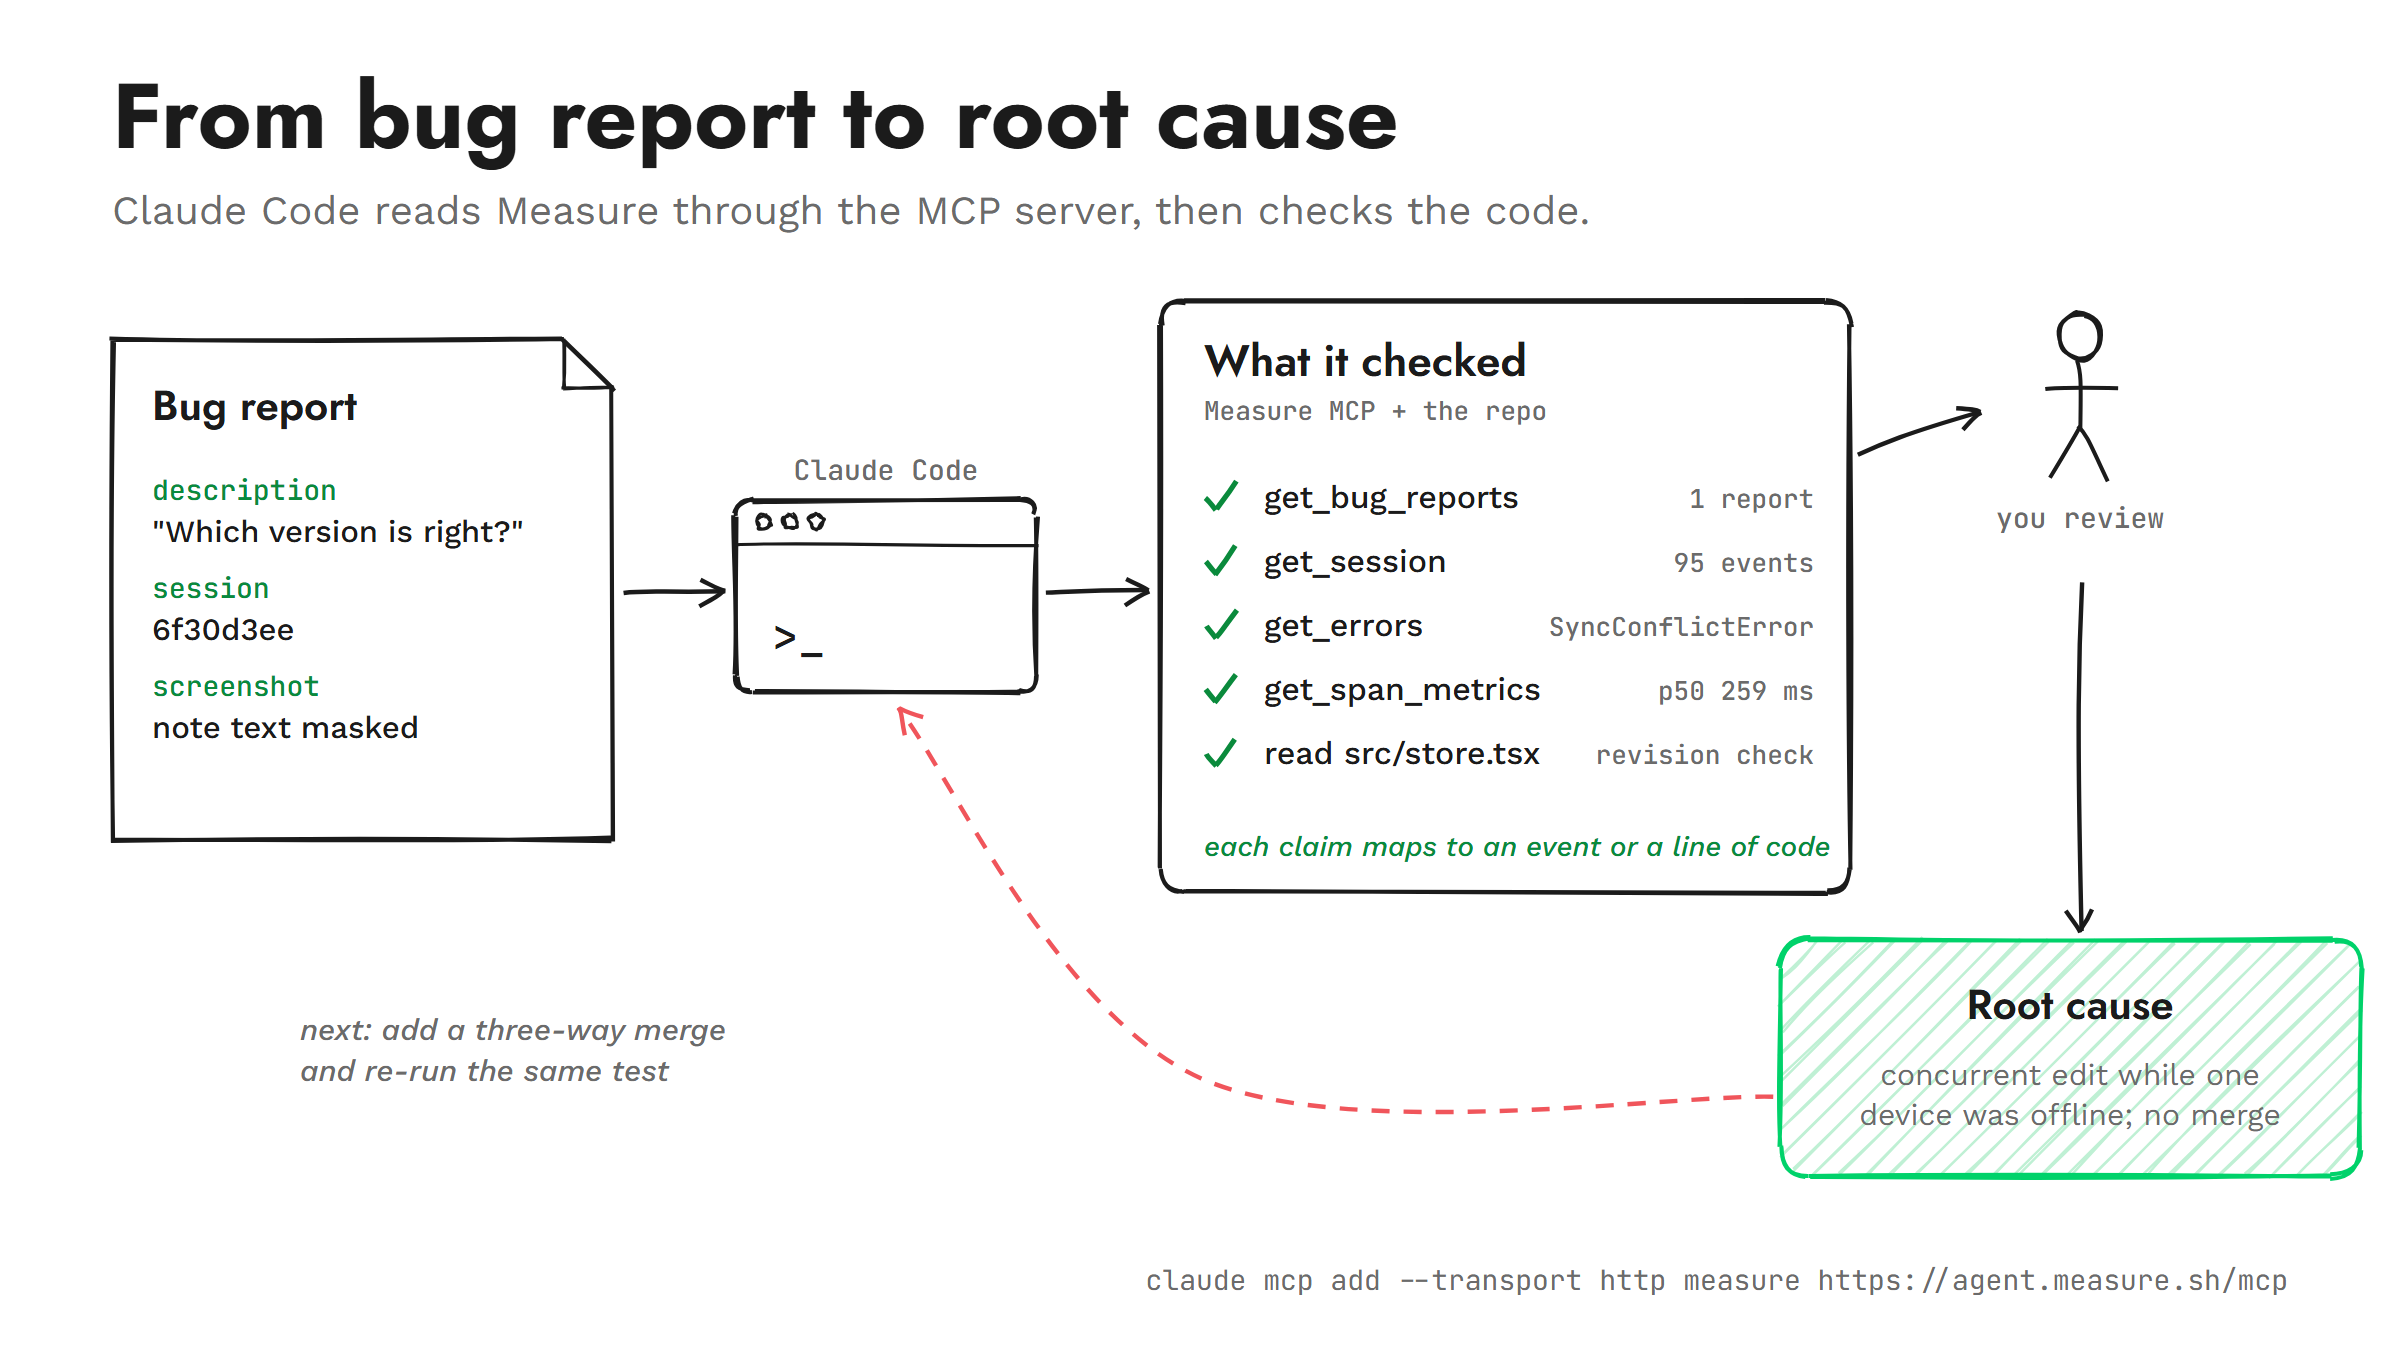 From bug report to root cause
Claude Code reads Measure through the MCP server, then checks the code.
Bug report
description
"Which version is right?"
session
6f30d3ee
screenshot
note text masked
Claude Code
>_
What it checked
Measure MCP + the repo
get_bug_reports 1 report
get_session 95 events
get_errors SyncConflictError
get_span_metrics p50 259 ms
read src/store.tsx revision check
each claim maps to an event or a line of code
you review
Root cause
concurrent edit while one
device was offline; no merge
next: add a three-way merge
and re-run the same test
claude mcp add --transport http measure https://agent.measure.sh/mcp